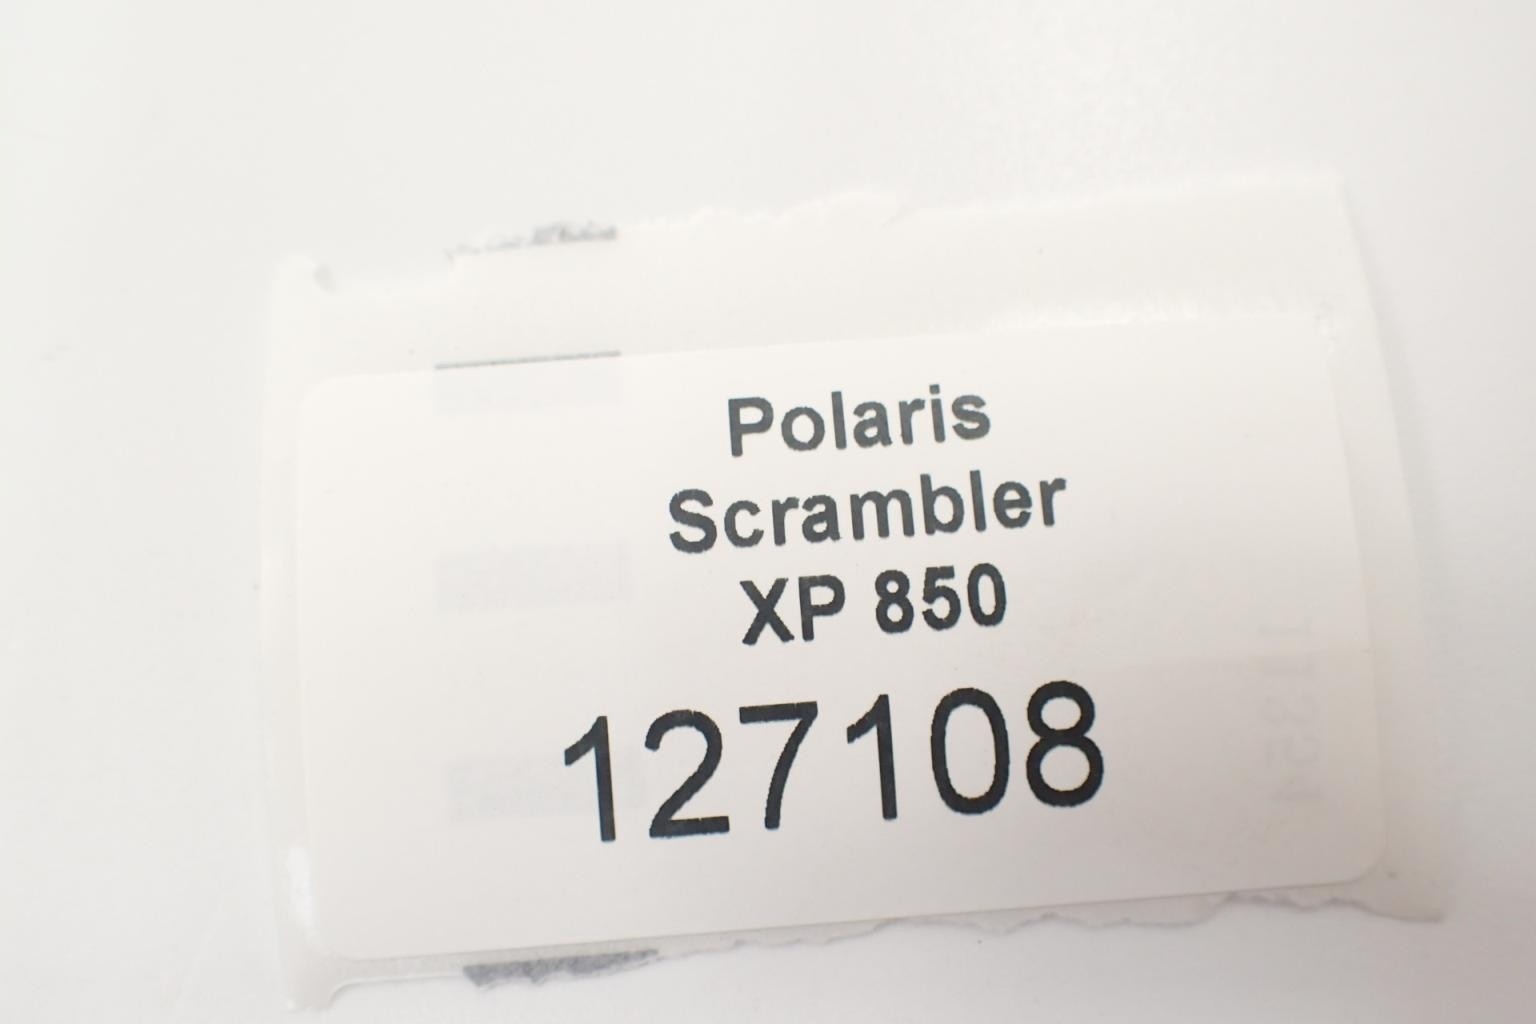 Polaris
Scrambler
XP 850
127108